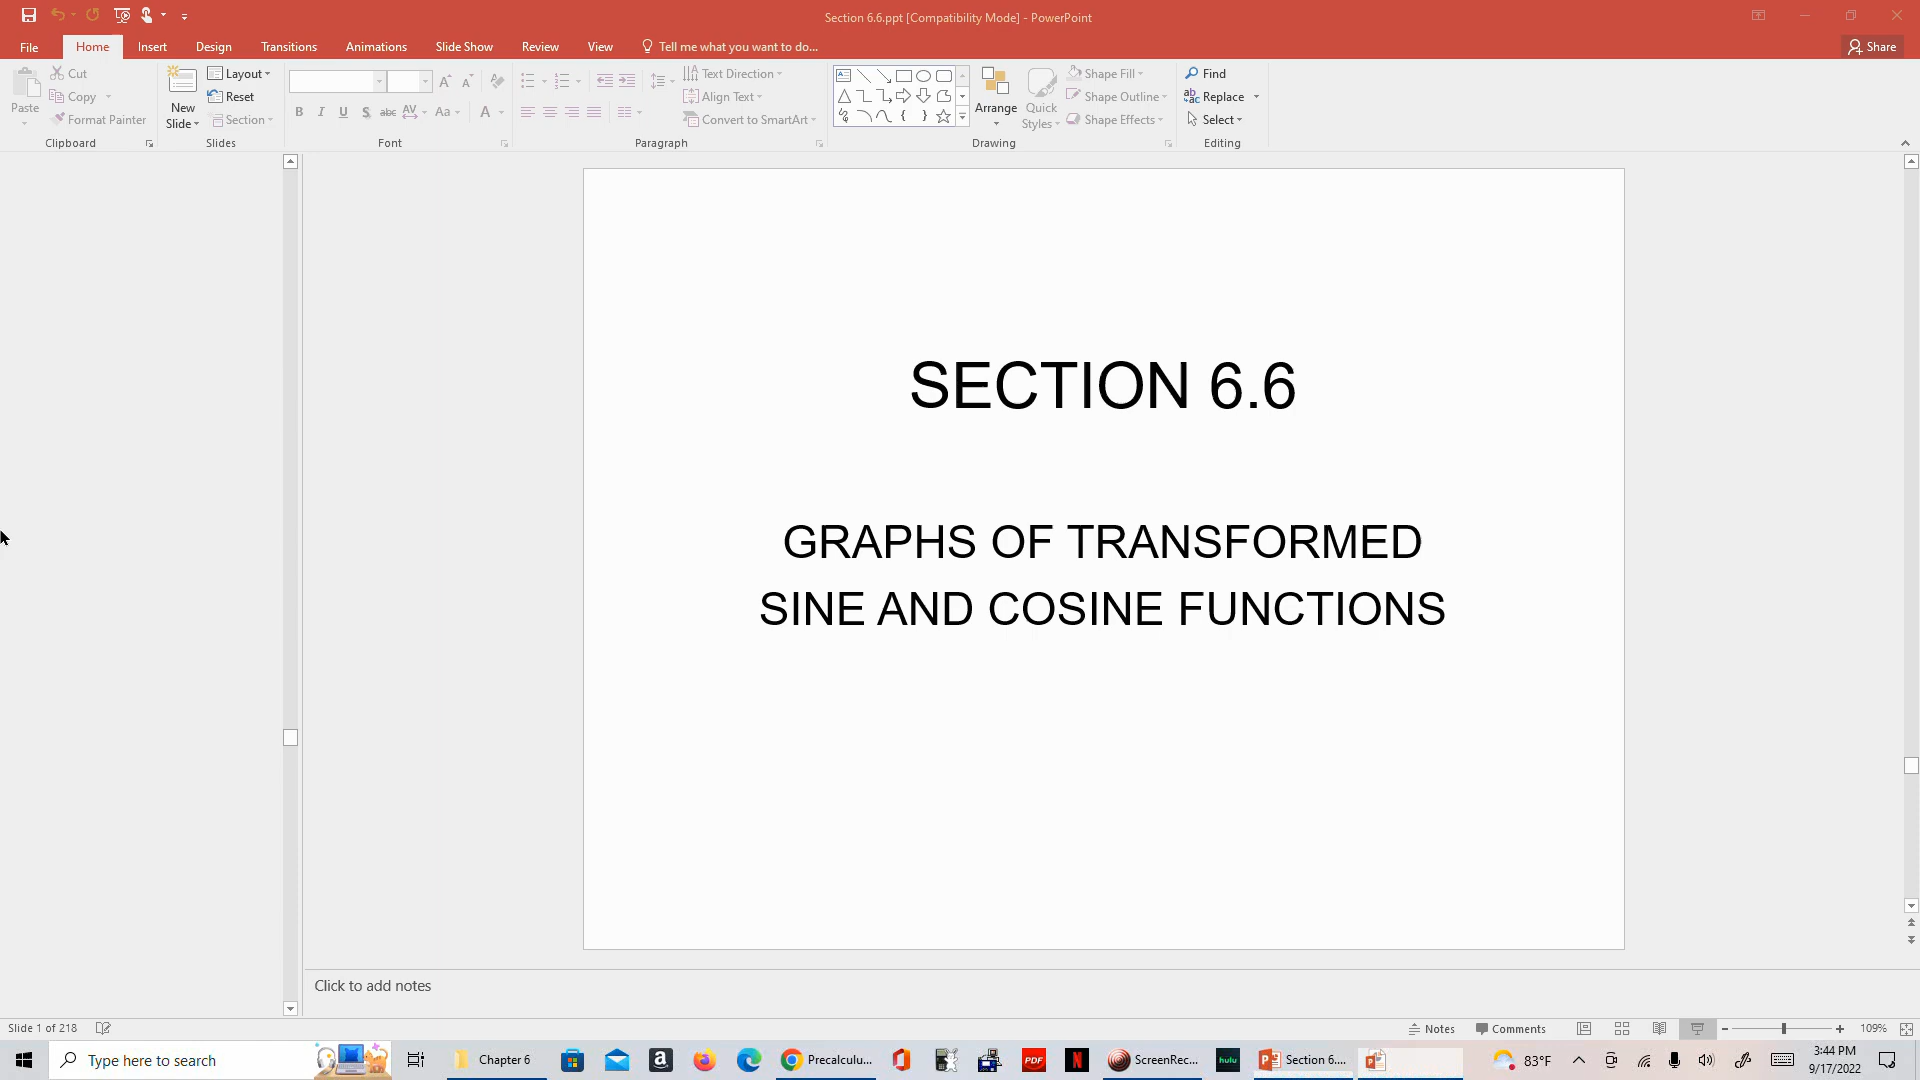 Section 6.6.ppt [Compatibility Mode] - PowerPoint
File Home Insert Design Transitions Animations Slide Show Review View Tell me what you want to do... Share
Paste
Cut
Copy
Format Painter
Clipboard
New
Slide
Layout
Reset
Section
Slides
B I U S abc AV Aa A
Font
Text Direction
Align Text
Convert to SmartArt
Paragraph
Arrange
Quick
Styles
Shape Fill
Shape Outline
Shape Effects
Drawing
Find
Replace
Select
Editing
SECTION 6.6
GRAPHS OF TRANSFORMED
SINE AND COSINE FUNCTIONS
Click to add notes
Slide 1 of 218
Notes Comments 109%
Type here to search
Chapter 6
Precalculu...
PDF
ScreenRec...
hulu
Section 6....
83°F
3:44 PM
9/17/2022